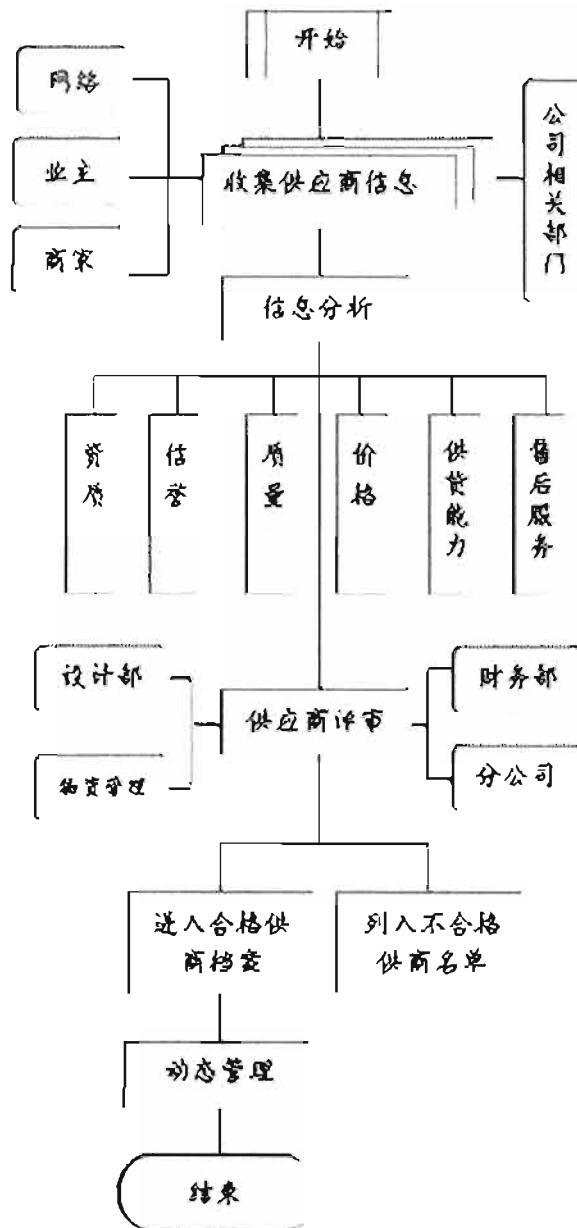 开始
网络
业主
商家
收集供应商信息
公司相关部门
信息分析
资质
信誉
质量
价格
供货能力
售后服务
设计部
物资管理
供应商评审
财务部
分公司
进入合格供
商档案
列入不合格
供商名单
动态管理
结束